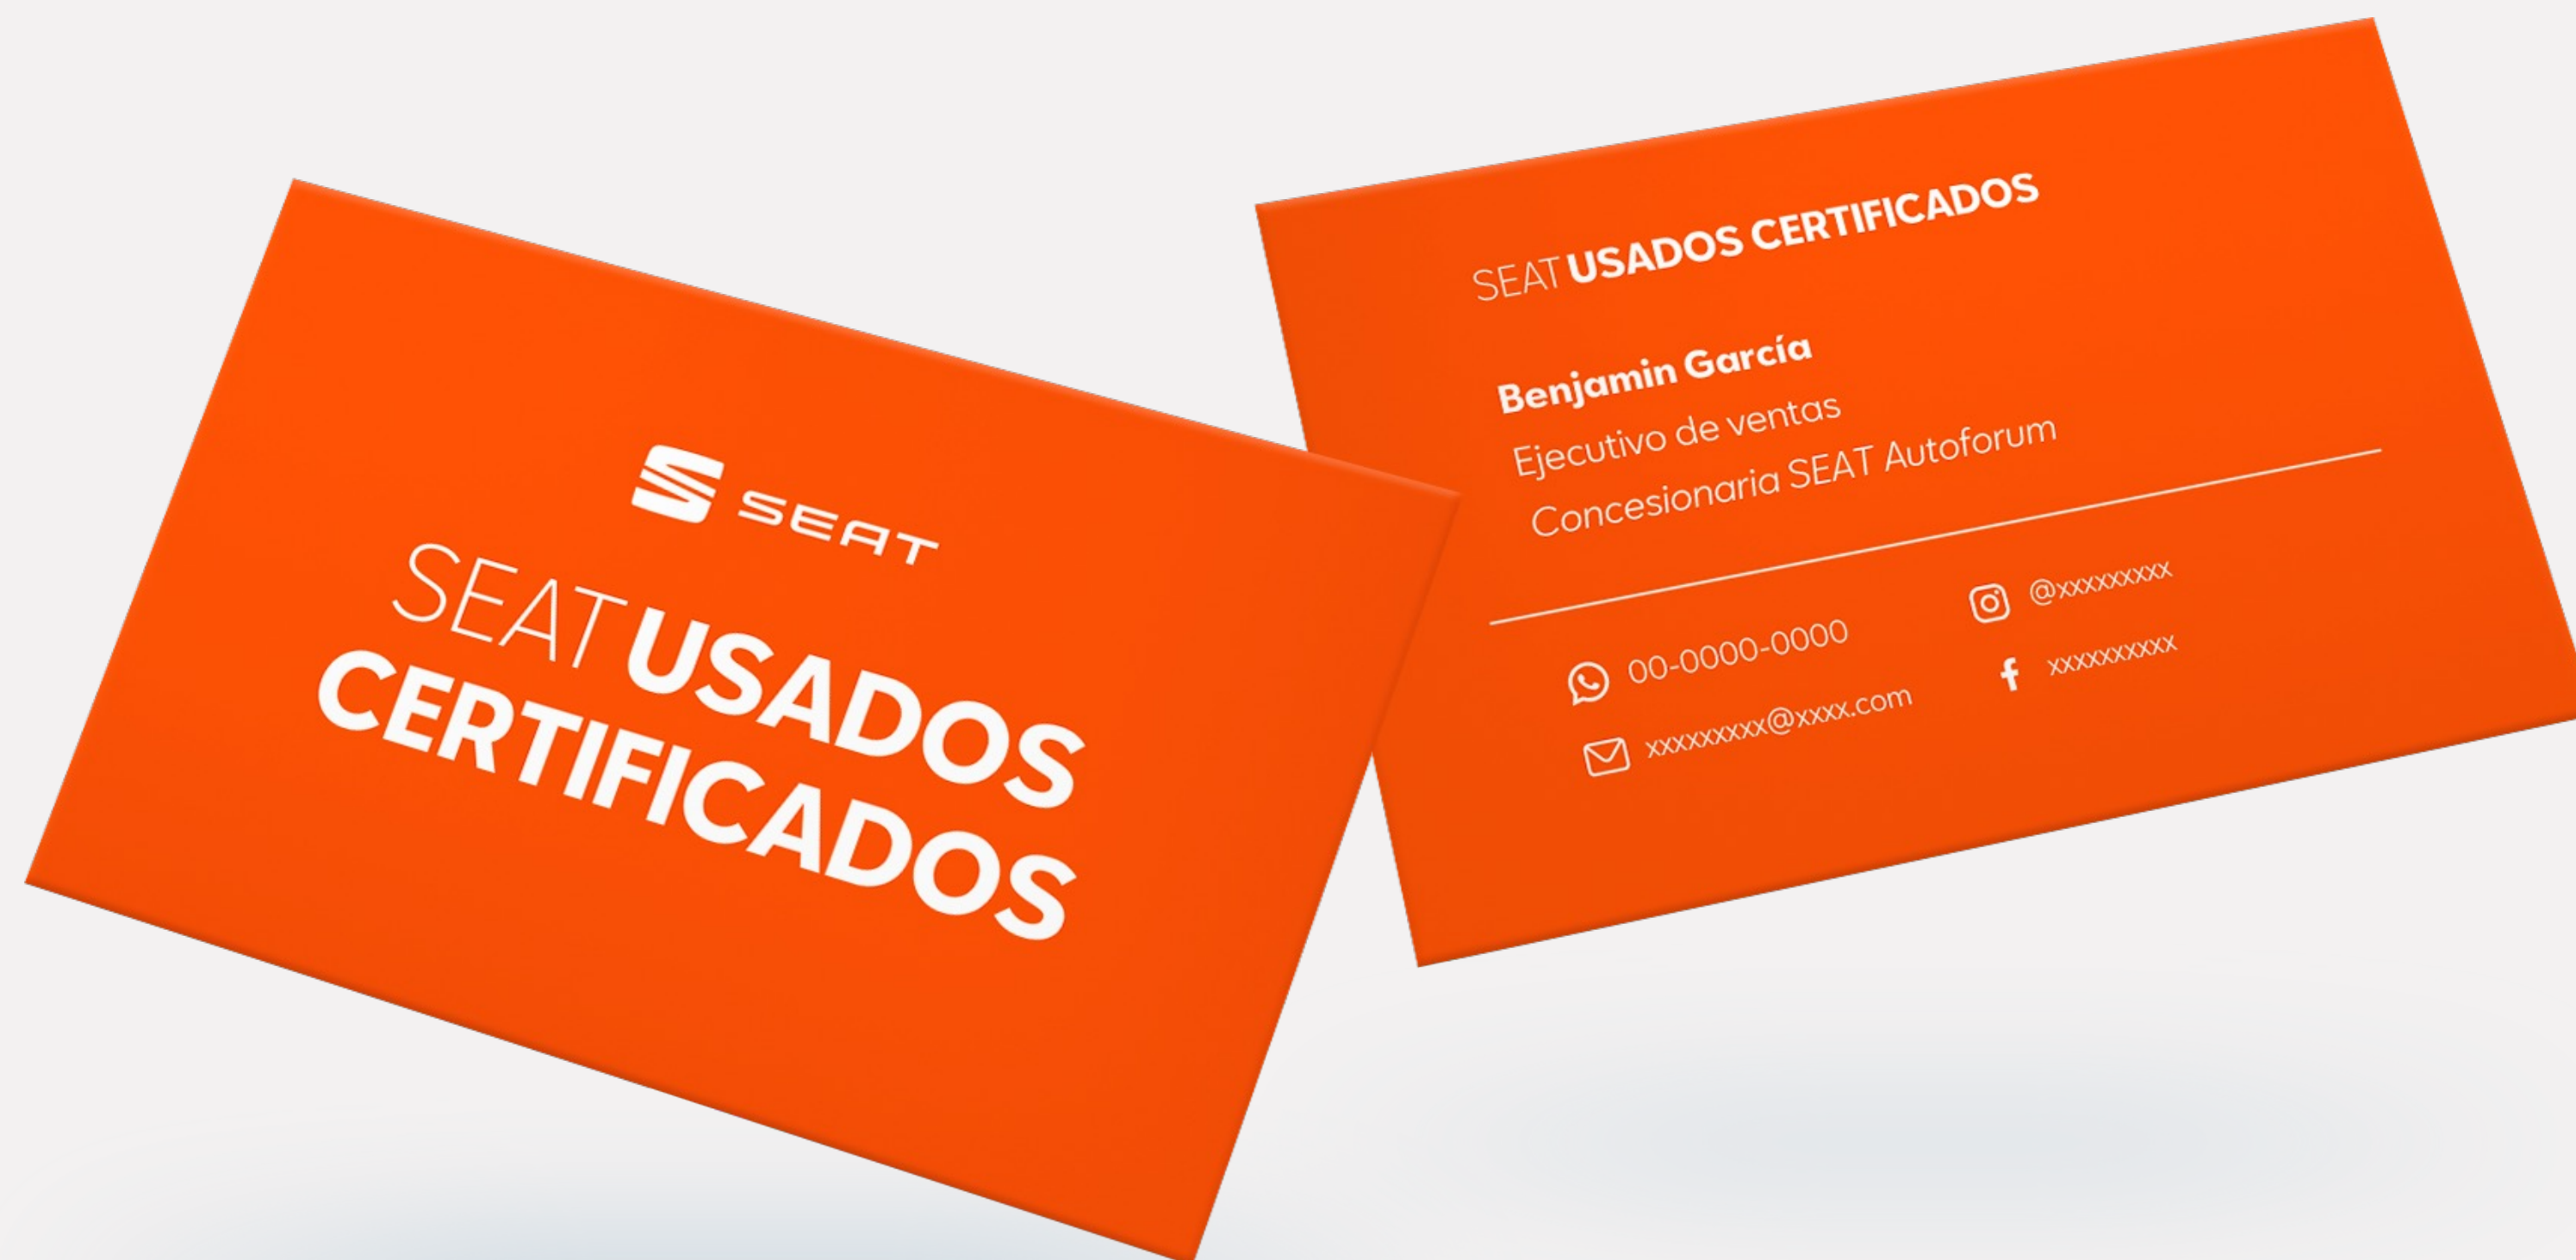 SEAT
SEAT USADOS
CERTIFICADOS
SEAT USADOS CERTIFICADOS
Benjamin García
Ejecutivo de ventas
Concesionaria SEAT Autoforum
00-0000-0000
xxxxxxxxx@xxxx.com
@xxxxxxxxx
xxxxxxxxxx